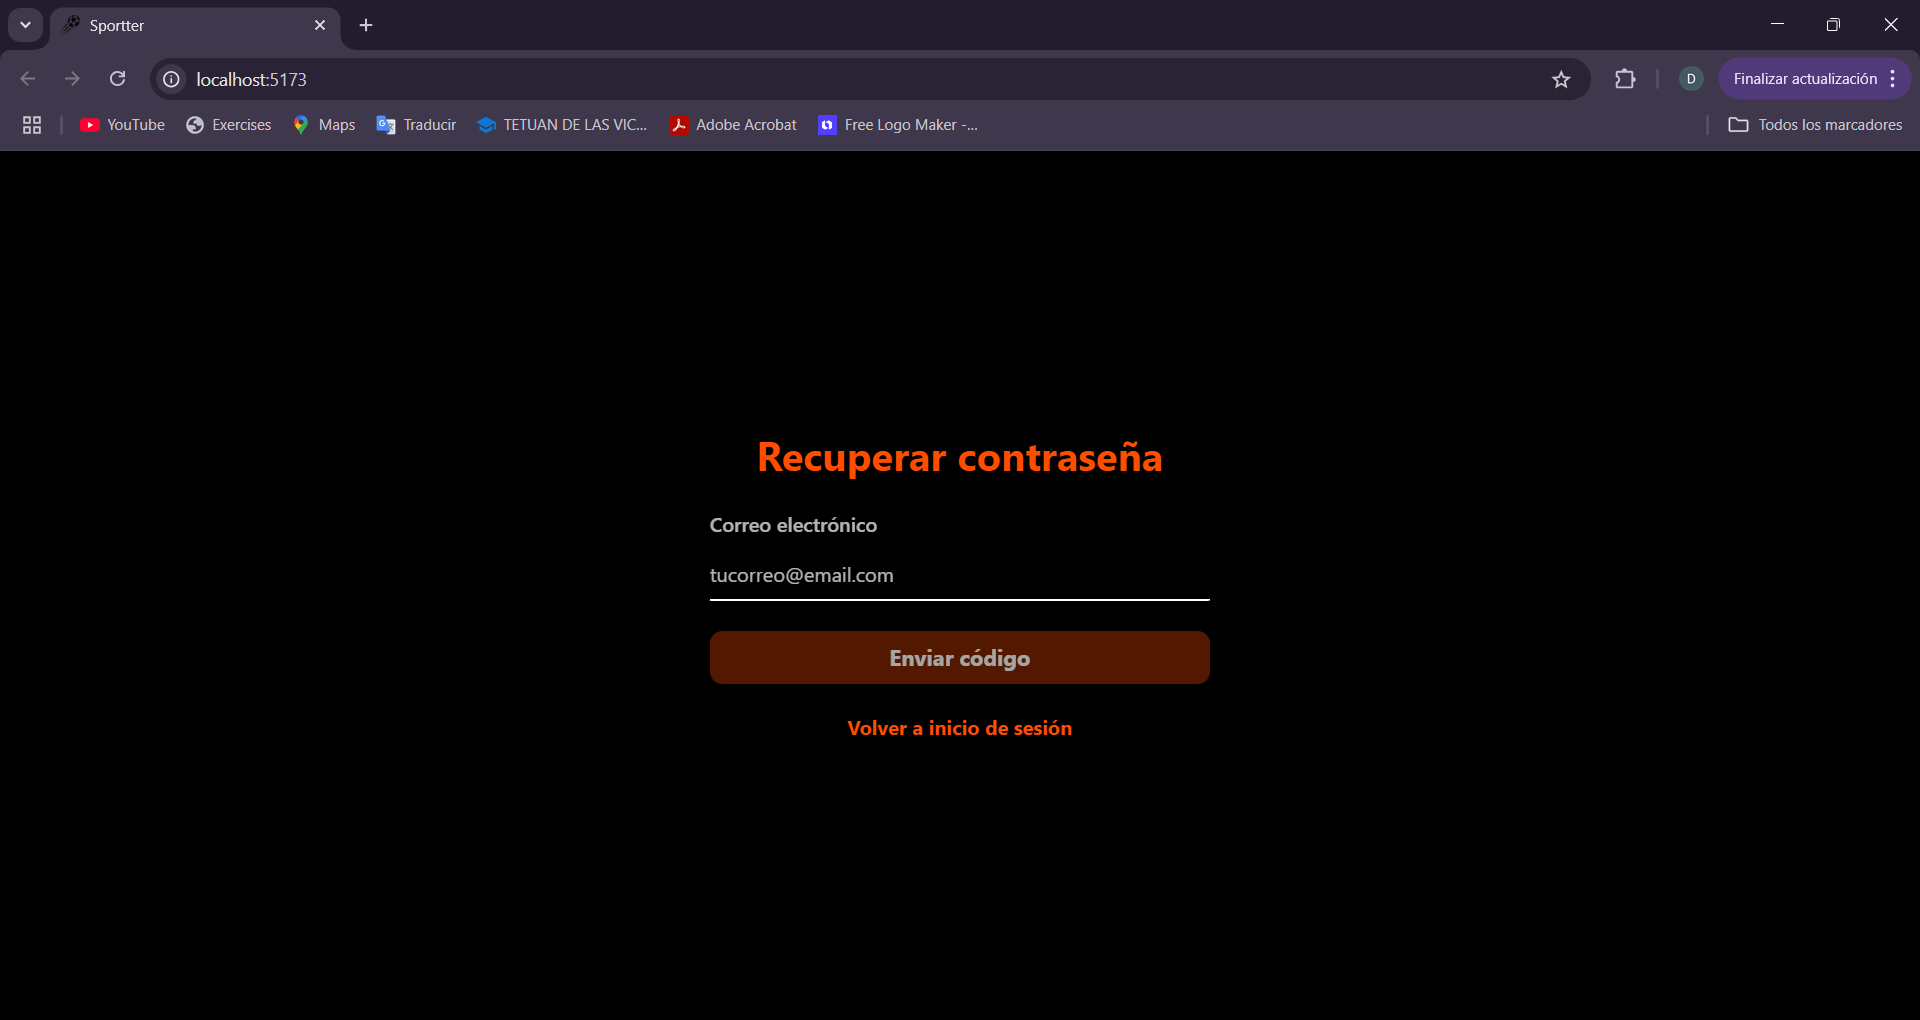 Sportter
localhost:5173
D
Finalizar actualización
YouTube
Exercises
Maps
Traducir
TETUAN DE LAS VIC...
Adobe Acrobat
Free Logo Maker -...
Todos los marcadores
Recuperar contraseña
Correo electrónico
tucorreo@email.com
Enviar código
Volver a inicio de sesión